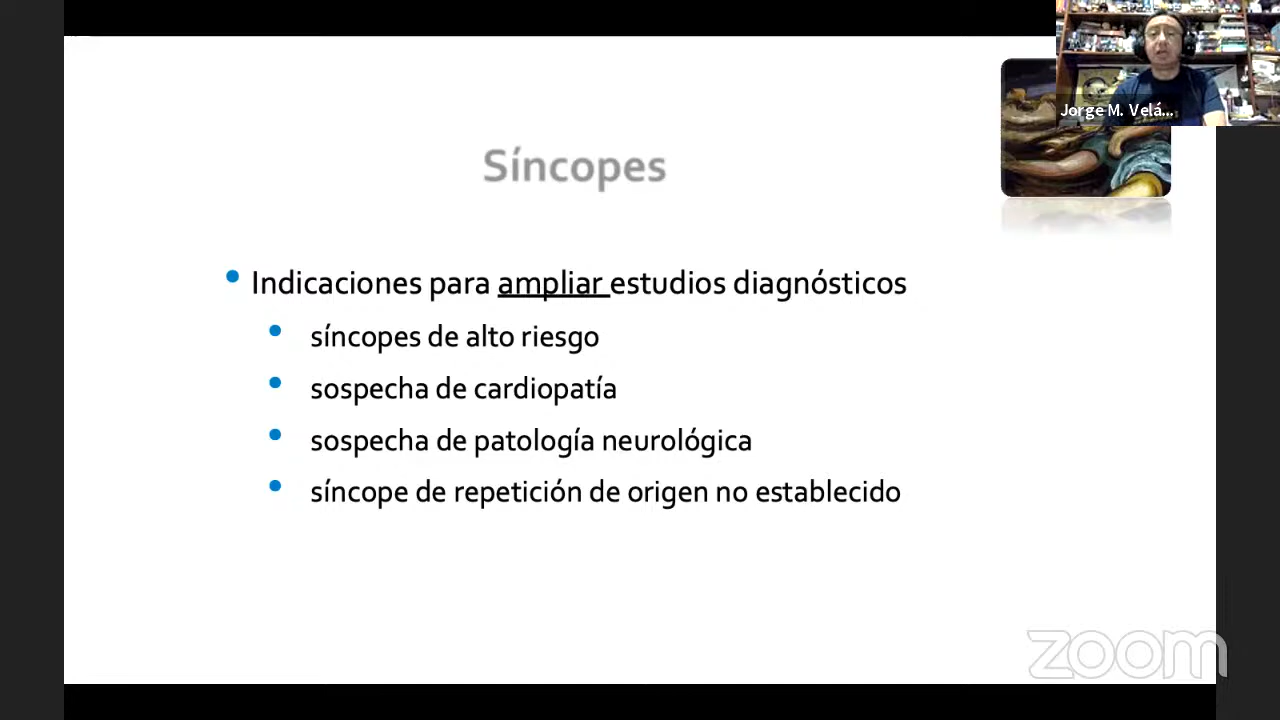 Jorge M. Velá...
Síncopes
• Indicaciones para ampliar estudios diagnósticos
• síncopes de alto riesgo
• sospecha de cardiopatía
• sospecha de patología neurológica
• síncope de repetición de origen no establecido
zoom